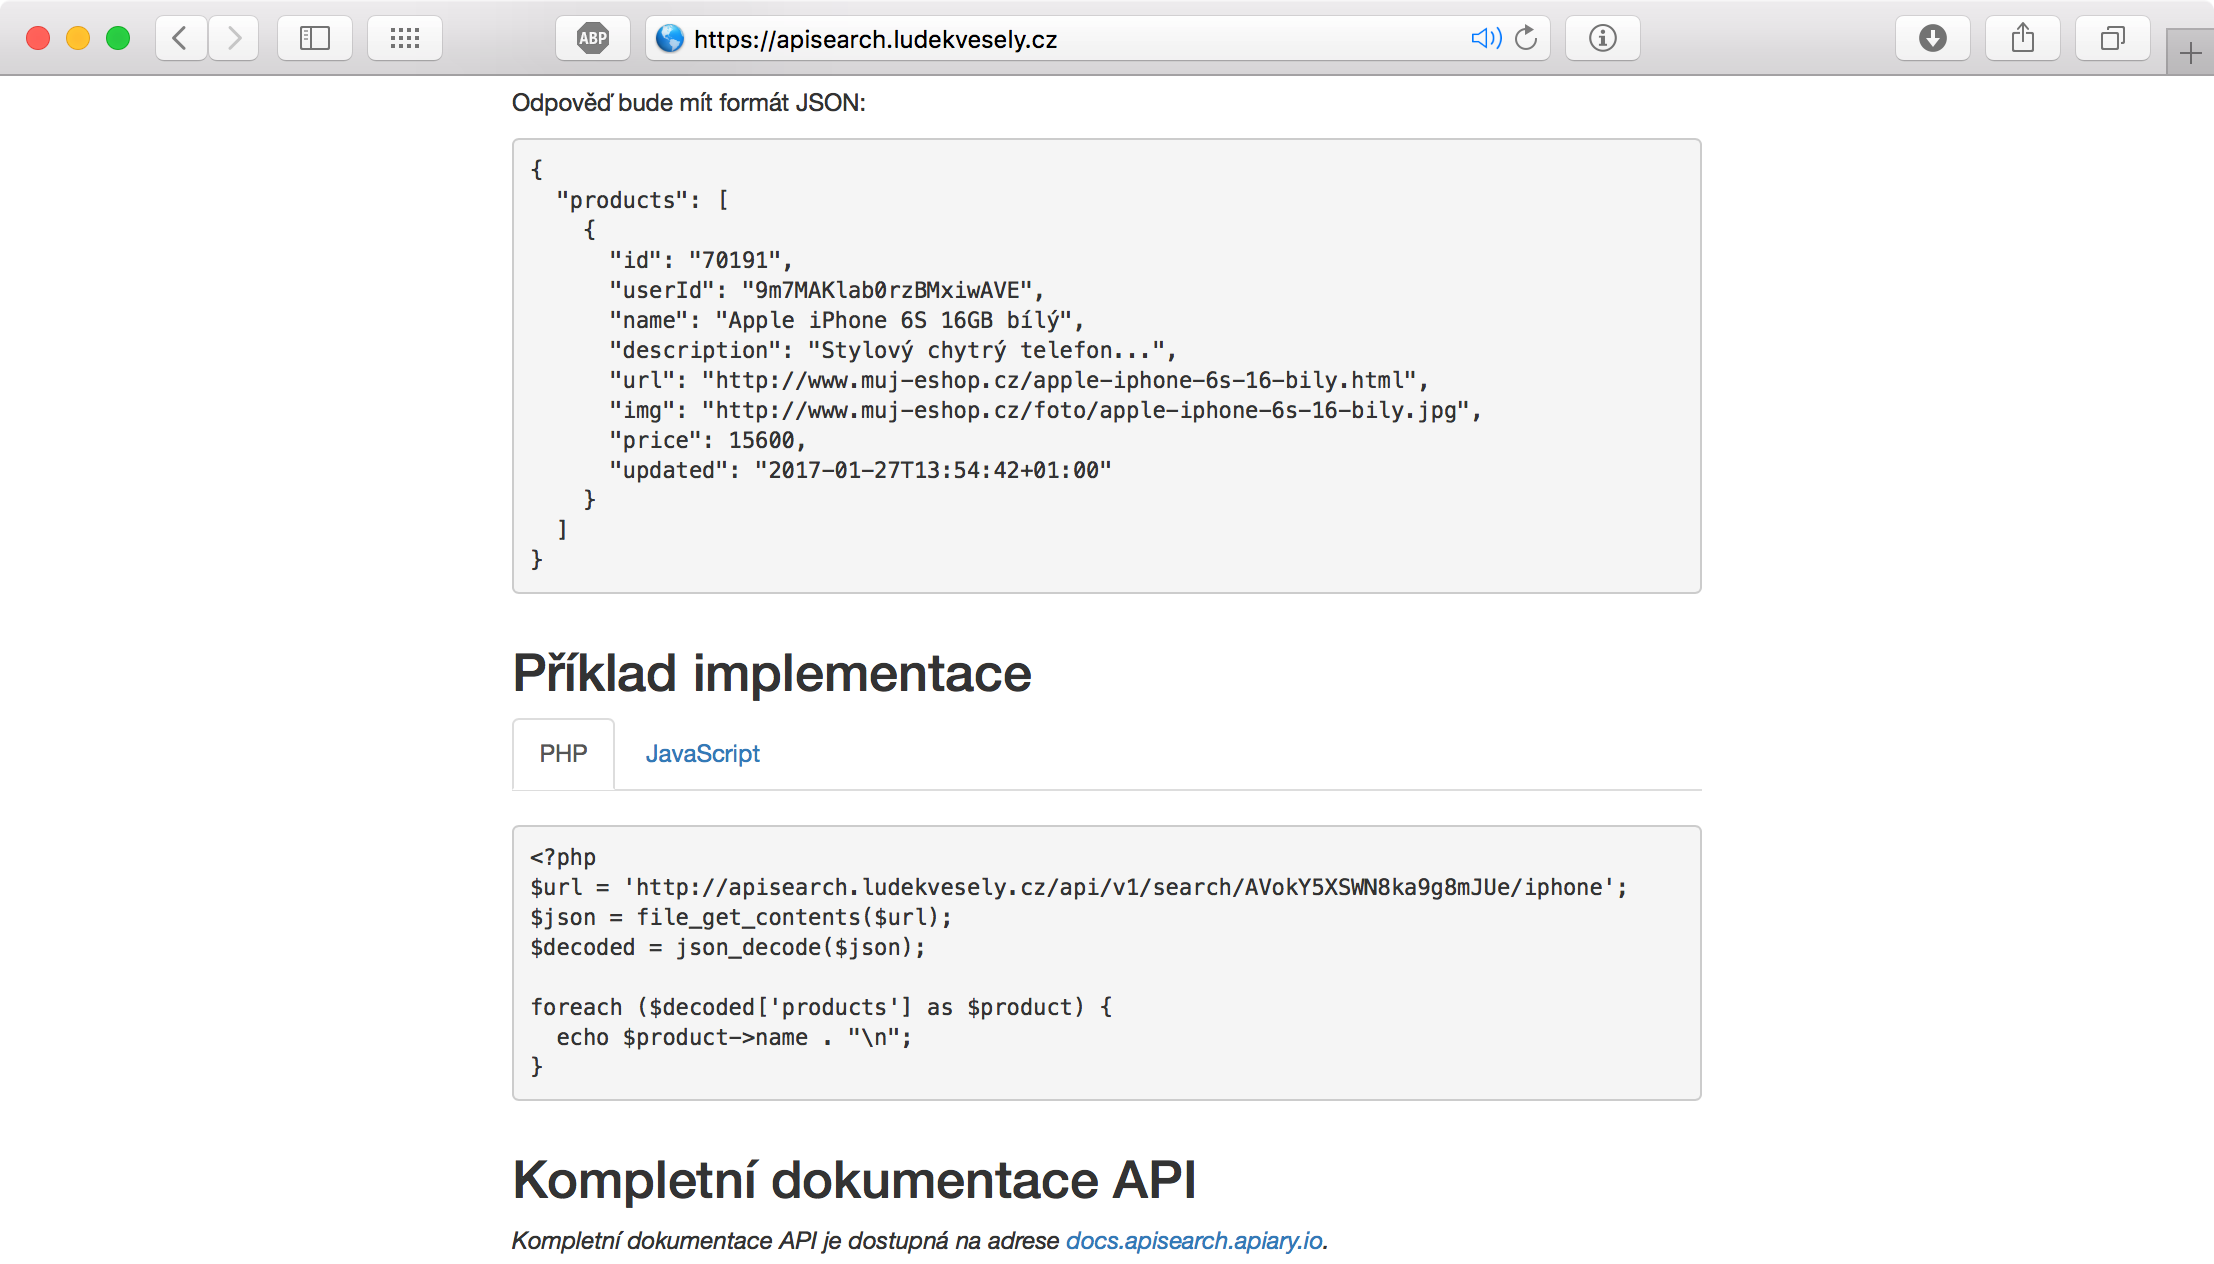 ABP
https://apisearch.ludekvesely.cz
Odpověď bude mít formát JSON:
{
  "products": [
    {
      "id": "70191",
      "userId": "9m7MAKlab0rzBMxiwAVE",
      "name": "Apple iPhone 6S 16GB bílý",
      "description": "Stylový chytrý telefon...",
      "url": "http://www.muj-eshop.cz/apple-iphone-6s-16-bily.html",
      "img": "http://www.muj-eshop.cz/foto/apple-iphone-6s-16-bily.jpg",
      "price": 15600,
      "updated": "2017-01-27T13:54:42+01:00"
    }
  ]
}
Příklad implementace
PHP JavaScript
<?php
$url = 'http://apisearch.ludekvesely.cz/api/v1/search/AVokY5XSWN8ka9g8mJUe/iphone';
$json = file_get_contents($url);
$decoded = json_decode($json);
foreach ($decoded['products'] as $product) {
  echo $product->name . "\n";
}
Kompletní dokumentace API
Kompletní dokumentace API je dostupná na adrese docs.apisearch.apiary.io.